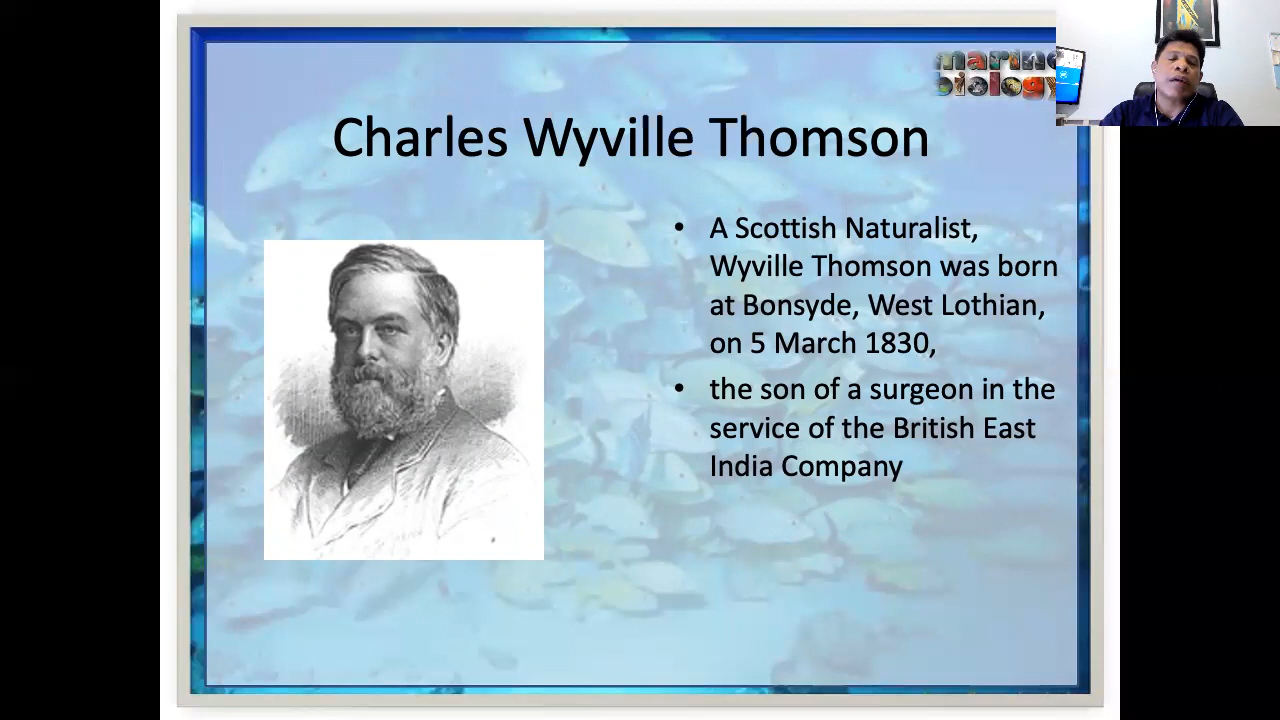 marine
biology
Charles Wyville Thomson
• A Scottish Naturalist,
Wyville Thomson was born
at Bonsyde, West Lothian,
on 5 March 1830,
• the son of a surgeon in the
service of the British East
India Company